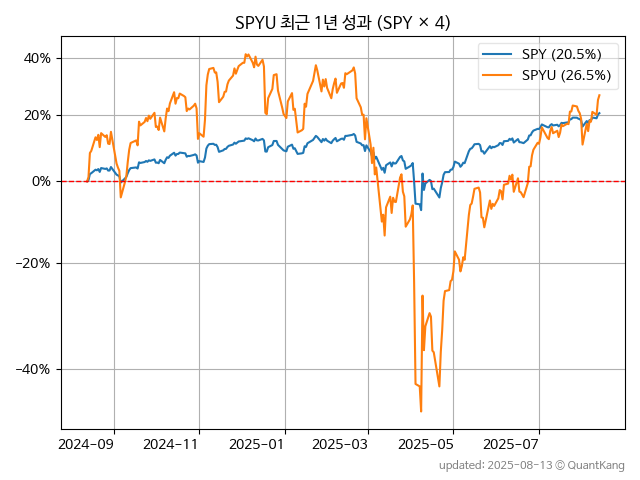 SPYU 최근 1년 성과 (SPY × 4)
SPY (20.5%)
SPYU (26.5%)
40%
20%
0%
−20%
−40%
2024-09 2024-11 2025-01 2025-03 2025-05 2025-07
updated: 2025-08-13 © QuantKang